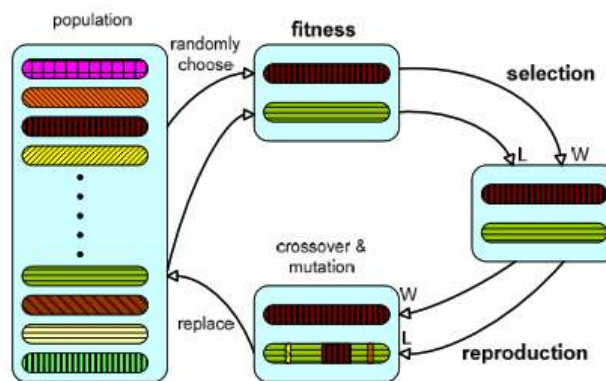 population
randomly
choose
fitness
selection
L
W
crossover &
mutation
W
L
replace
reproduction